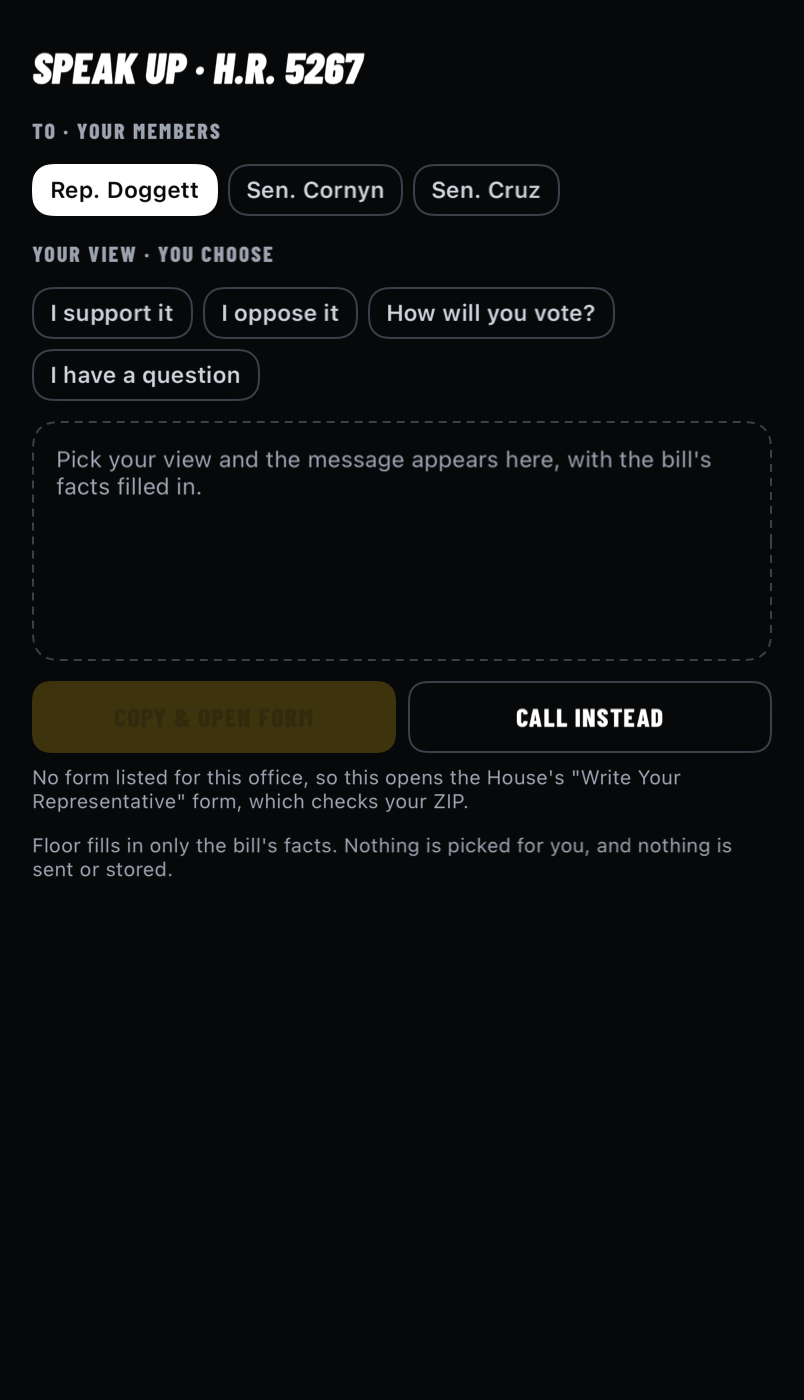 SPEAK UP · H.R. 5267
TO · YOUR MEMBERS
Rep. Doggett
Sen. Cornyn
Sen. Cruz
YOUR VIEW · YOU CHOOSE
I support it
I oppose it
How will you vote?
I have a question
Pick your view and the message appears here, with the bill's
facts filled in.
COPY & OPEN FORM
CALL INSTEAD
No form listed for this office, so this opens the House's "Write Your
Representative" form, which checks your ZIP.
Floor fills in only the bill's facts. Nothing is picked for you, and nothing is
sent or stored.